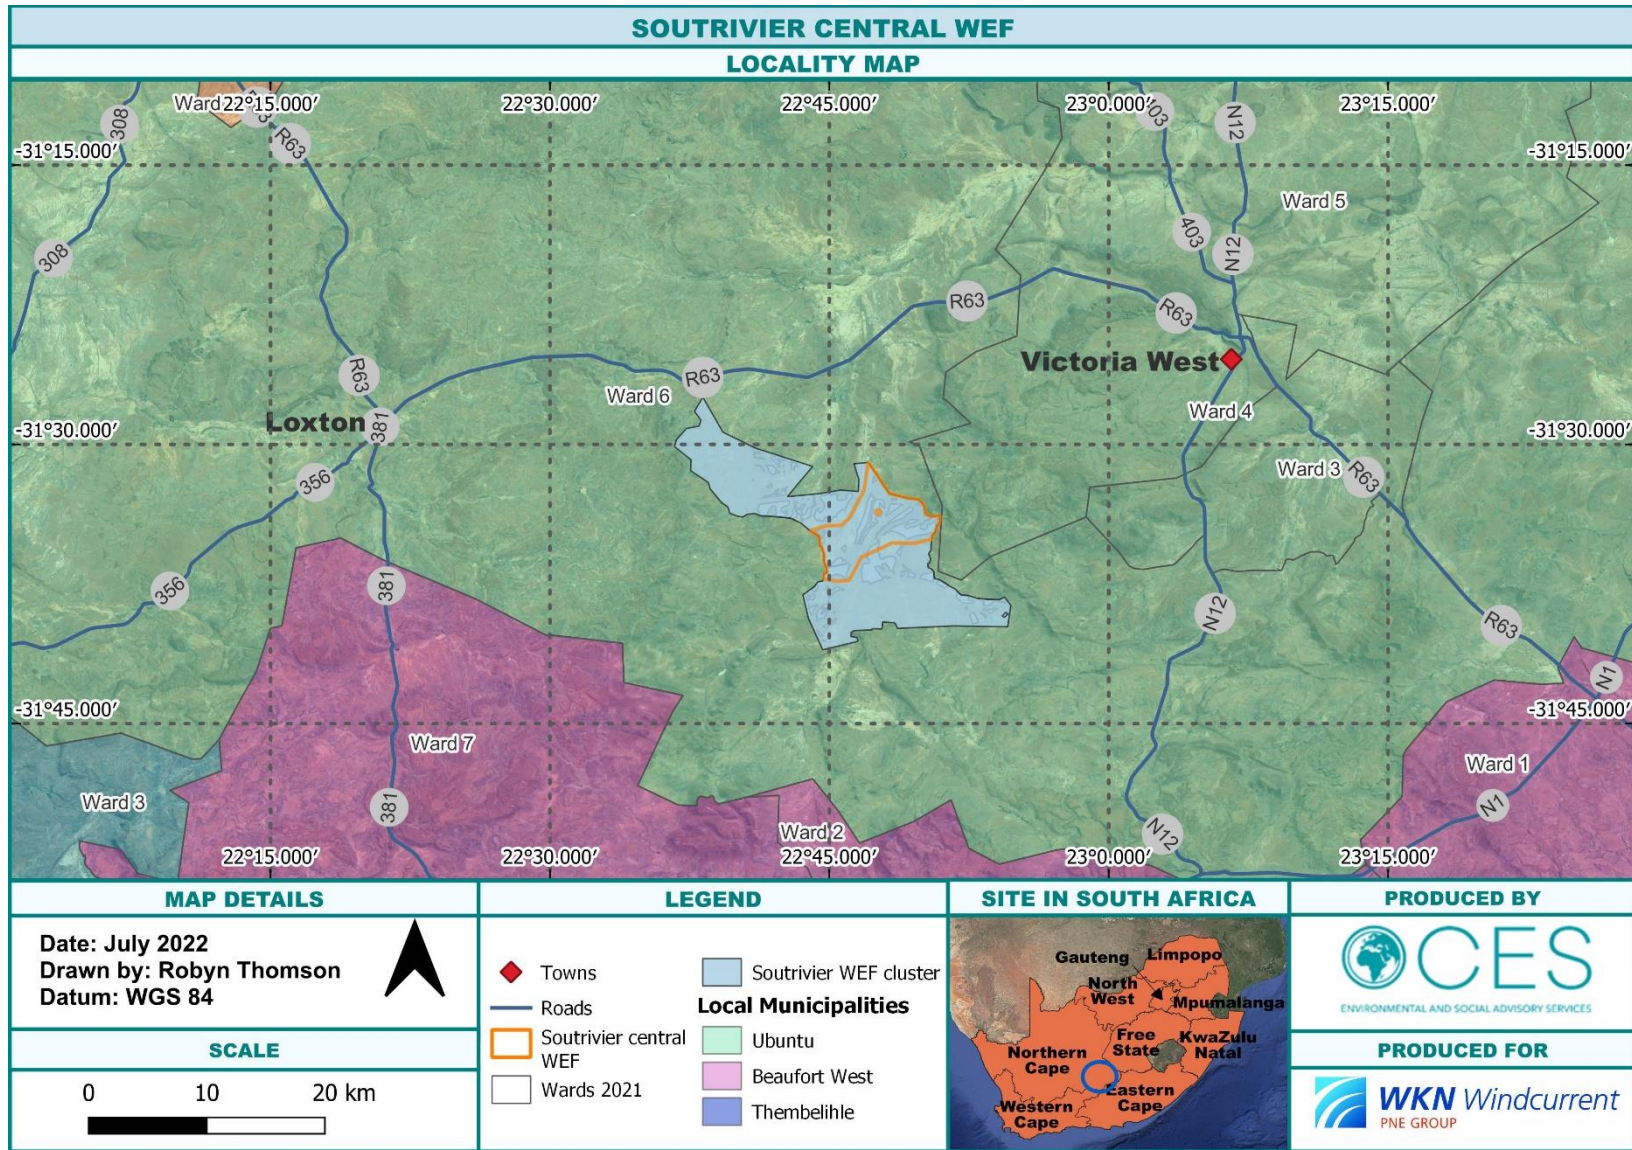 SOUTRIVIER CENTRAL WEF
LOCALITY MAP
Ward
22°15.000′
22°30.000′
22°45.000′
23°0.000′
23°15.000′
308
R63
403
N12
-31°15.000′
-31°15.000′
Ward 5
308
403
N12
R63
R63
R63
R63
Victoria West
Ward 6
Ward 4
Loxton
381
-31°30.000′
-31°30.000′
356
Ward 3
R63
356
381
N12
R63
N1
-31°45.000′
-31°45.000′
Ward 7
Ward 1
Ward 3
381
N1
Ward 2
N12
22°15.000′
22°30.000′
22°45.000′
23°0.000′
23°15.000′
MAP DETAILS
Date: July 2022
Drawn by: Robyn Thomson
Datum: WGS 84
SCALE
0 10 20 km
LEGEND
Towns
Roads
Soutrivier central
WEF
Wards 2021
Soutrivier WEF cluster
Local Municipalities
Ubuntu
Beaufort West
Thembelihle
SITE IN SOUTH AFRICA
Limpopo
Gauteng
North
West
Mpumalanga
Free
State
KwaZulu
Natal
Northern
Cape
Eastern
Cape
Western
Cape
PRODUCED BY
CES
ENVIRONMENTAL AND SOCIAL ADVISORY SERVICES
PRODUCED FOR
WKN Windcurrent
PNE GROUP